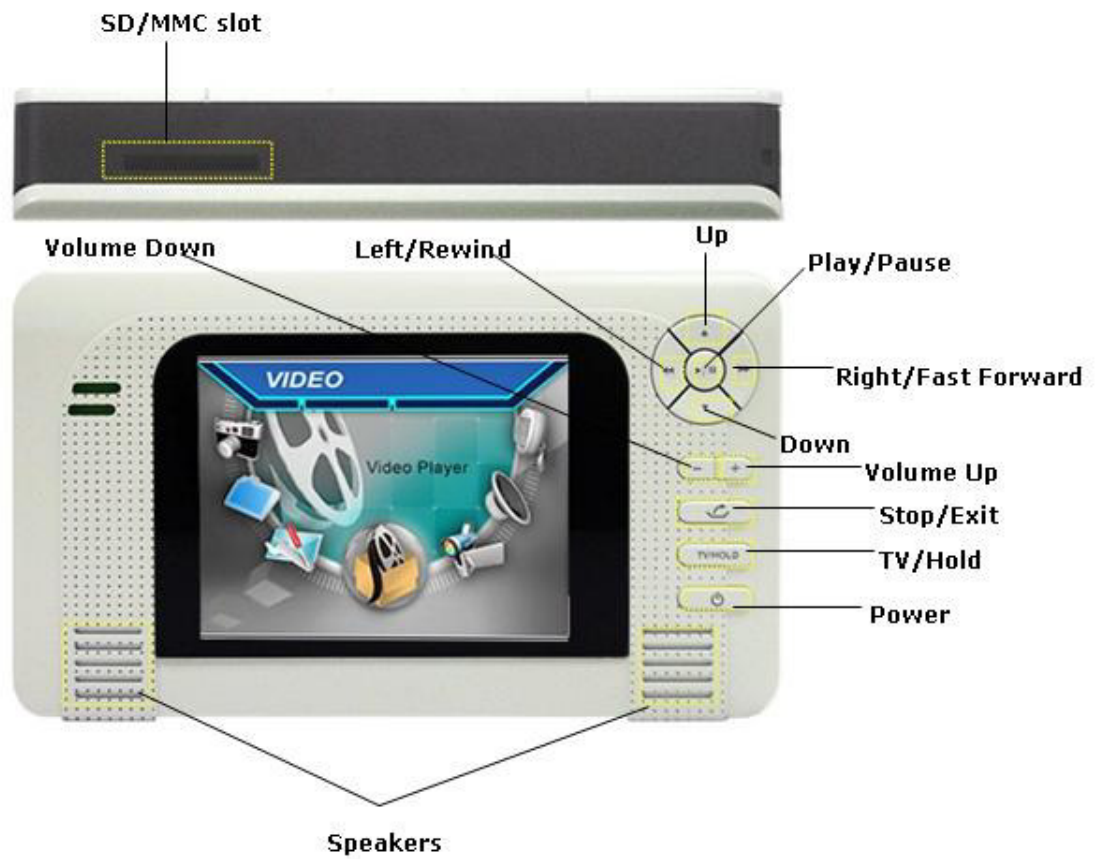 SD/MMC slot
Volume Down
Left/Rewind
Up
Play/Pause
VIDEO
Right/Fast Forward
Down
Video Player
Volume Up
Stop/Exit
TV/HOLD
TV/Hold
Power
Speakers